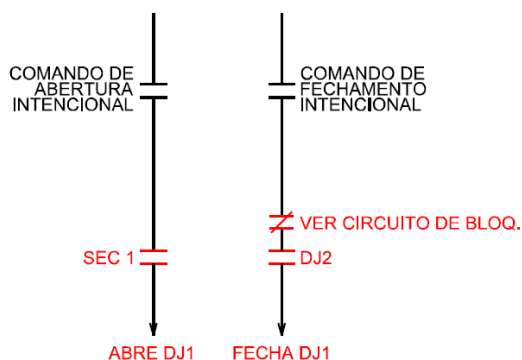 COMANDO DE
ABERTURA
INTENCIONAL
COMANDO DE
FECHAMENTO
INTENCIONAL
VER CIRCUITO DE BLOQ.
SEC 1
DJ2
ABRE DJ1
FECHA DJ1